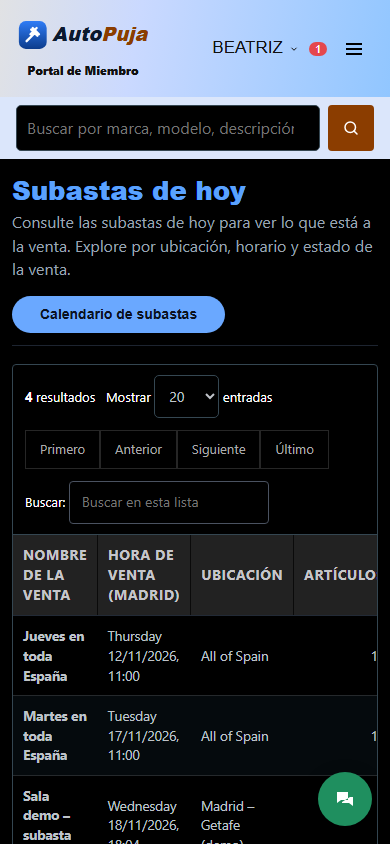 AutoPuja
Portal de Miembro
BEATRIZ
1
Buscar por marca, modelo, descripción
Subastas de hoy
Consulte las subastas de hoy para ver lo que está a
la venta. Explore por ubicación, horario y estado de
la venta.
Calendario de subastas
4 resultados Mostrar 20 entradas
Primero Anterior Siguiente Último
Buscar: Buscar en esta lista
NOMBRE DE LA VENTA
HORA DE VENTA (MADRID)
UBICACIÓN
ARTÍCULO
Jueves en toda España
Thursday 12/11/2026, 11:00
All of Spain
1
Martes en toda España
Tuesday 17/11/2026, 11:00
All of Spain
1
Sala demo – subasta
Wednesday 18/11/2026,
Madrid – Getafe